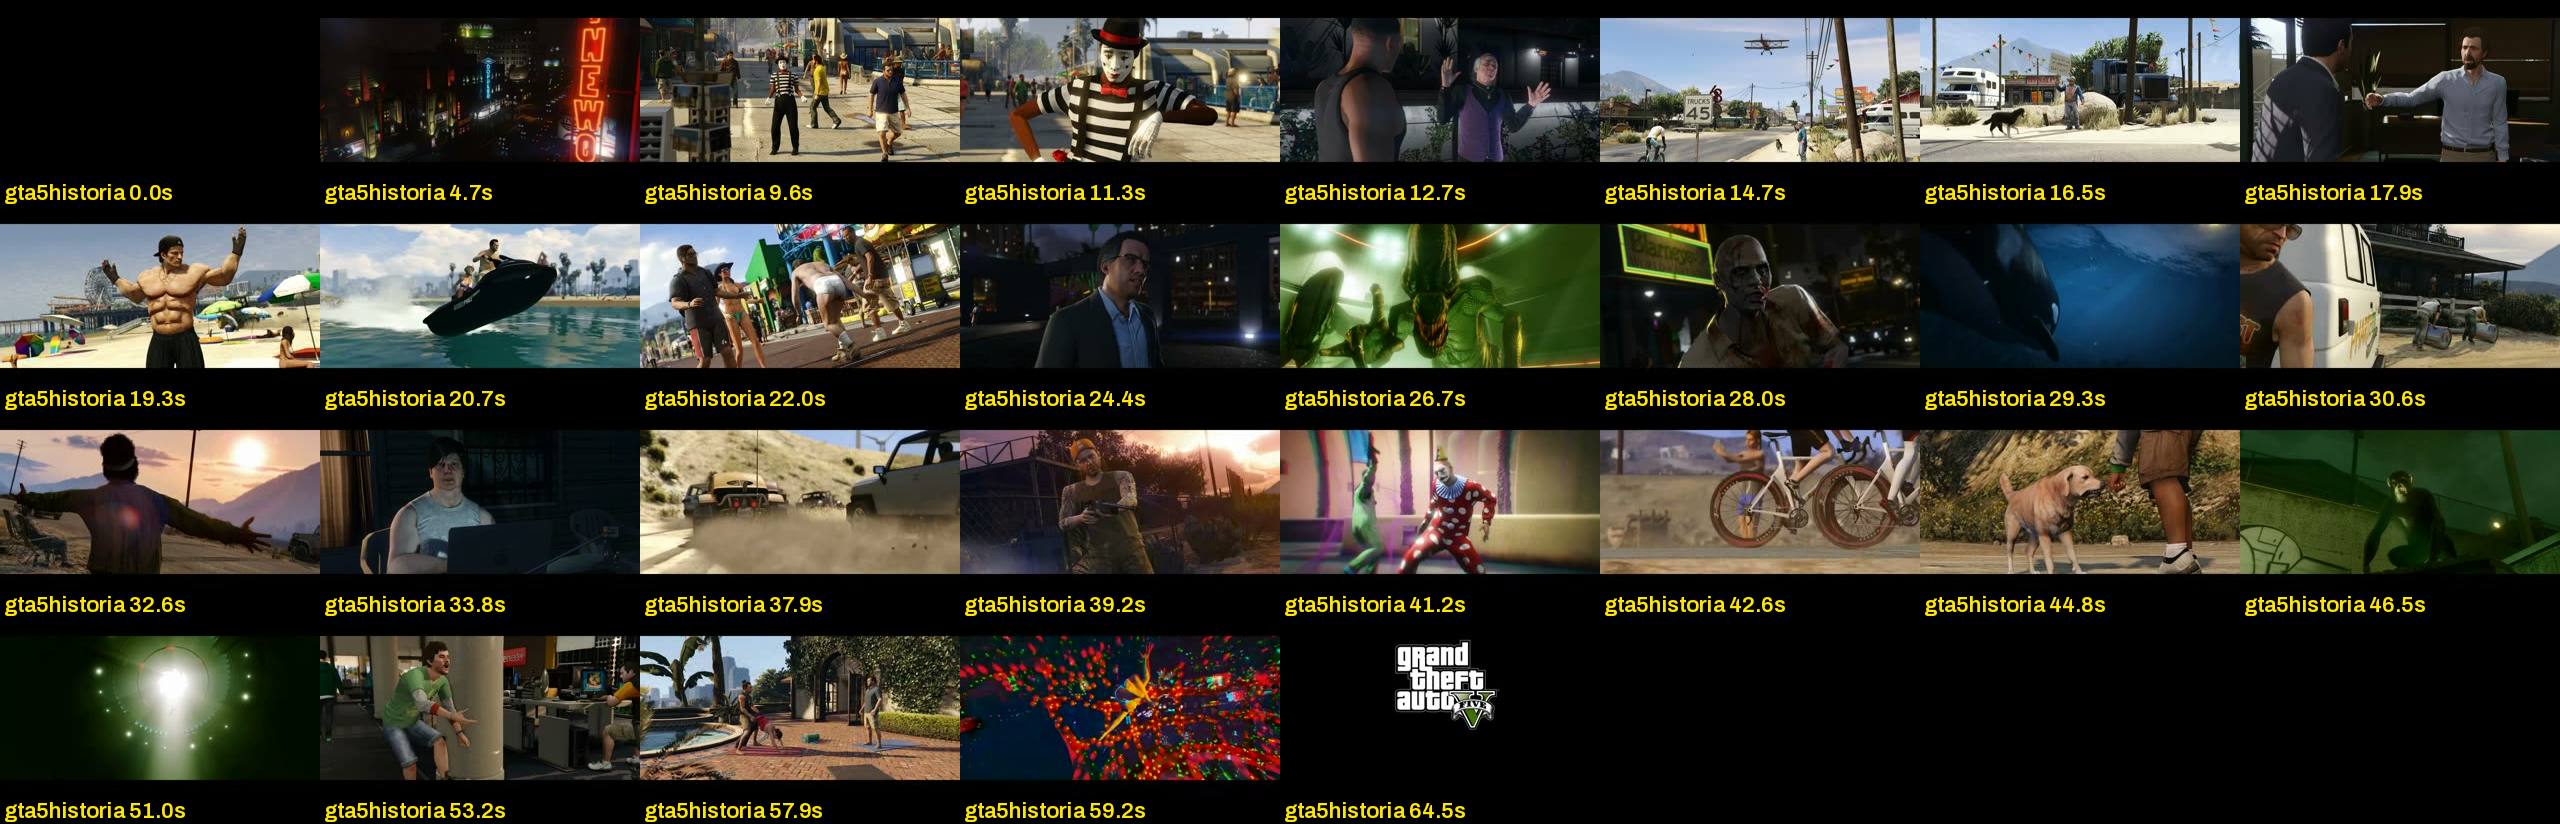 NEWO
TRUCKS
45
gta5historia 0.0s
gta5historia 4.7s
gta5historia 9.6s
gta5historia 11.3s
gta5historia 12.7s
gta5historia 14.7s
gta5historia 16.5s
gta5historia 17.9s
Blarneys
gta5historia 19.3s
gta5historia 20.7s
gta5historia 22.0s
gta5historia 24.4s
gta5historia 26.7s
gta5historia 28.0s
gta5historia 29.3s
gta5historia 30.6s
gta5historia 32.6s
gta5historia 33.8s
gta5historia 37.9s
gta5historia 39.2s
gta5historia 41.2s
gta5historia 42.6s
gta5historia 44.8s
gta5historia 46.5s
grand
theft
auto V
FIVE
gta5historia 51.0s
gta5historia 53.2s
gta5historia 57.9s
gta5historia 59.2s
gta5historia 64.5s